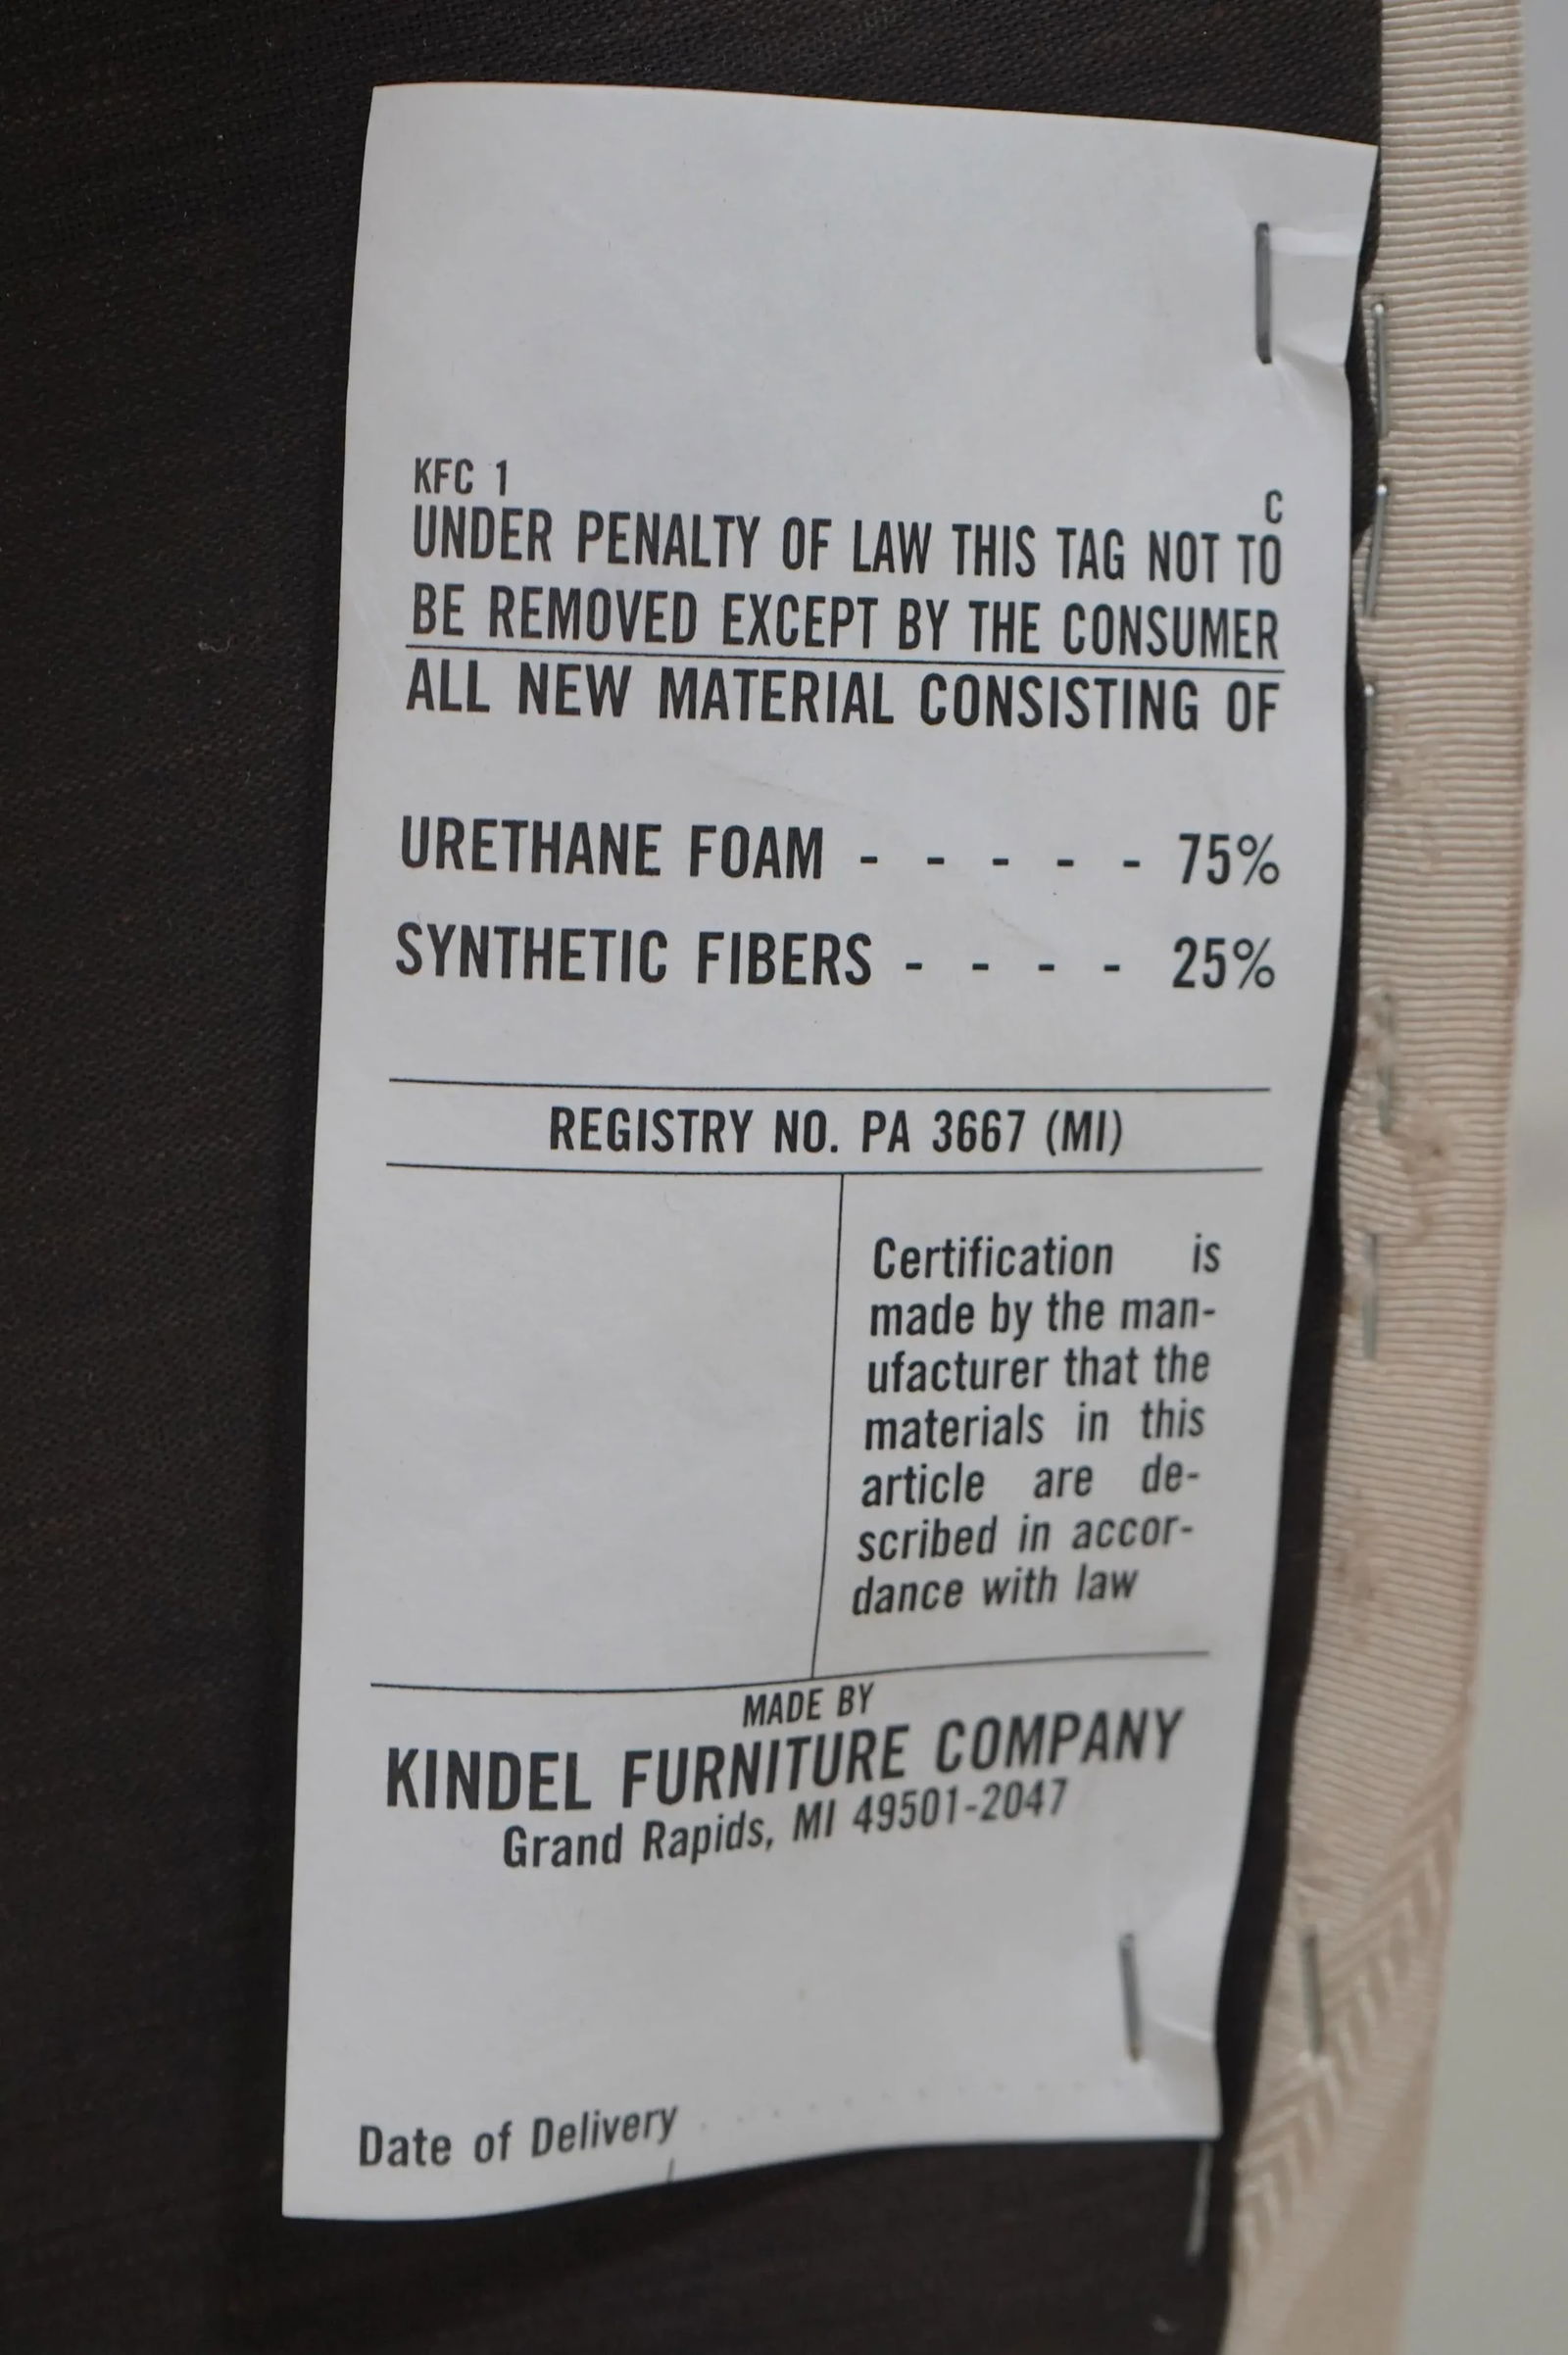 KFC 1
C
UNDER PENALTY OF LAW THIS TAG NOT TO
BE REMOVED EXCEPT BY THE CONSUMER
ALL NEW MATERIAL CONSISTING OF
URETHANE FOAM - - - - - 75%
SYNTHETIC FIBERS - - - - 25%
REGISTRY NO. PA 3667 (MI)
Certification is
made by the man-
ufacturer that the
materials in this
article are de-
scribed in accor-
dance with law
MADE BY
KINDEL FURNITURE COMPANY
Grand Rapids, MI 49501-2047
Date of Delivery